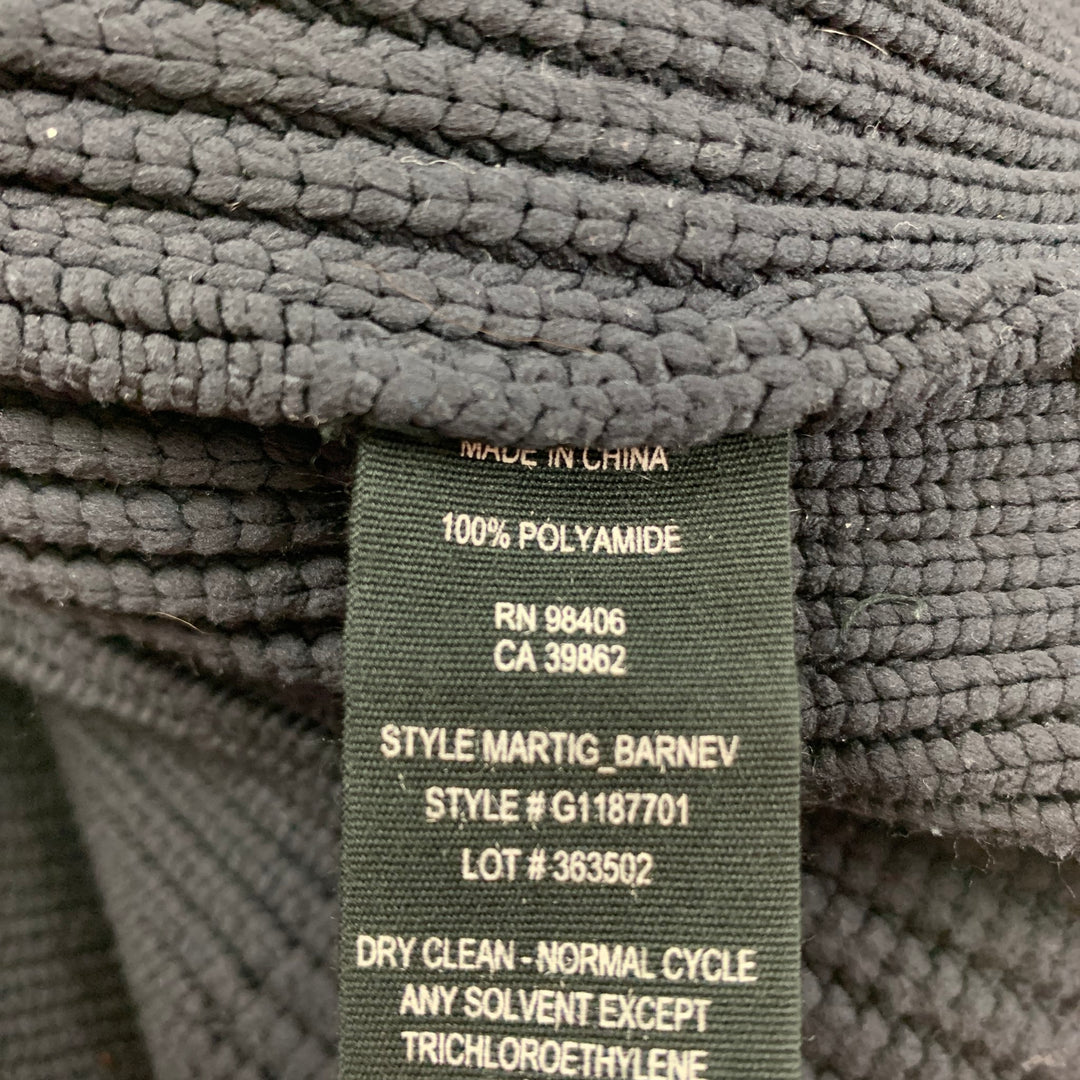 MADE IN CHINA
100% POLYAMIDE
RN 98406
CA 39862
STYLE MARTIG_BARNEV
STYLE # G1187701
LOT # 363502
DRY CLEAN - NORMAL CYCLE
ANY SOLVENT EXCEPT
TRICHLOROETHYLENE